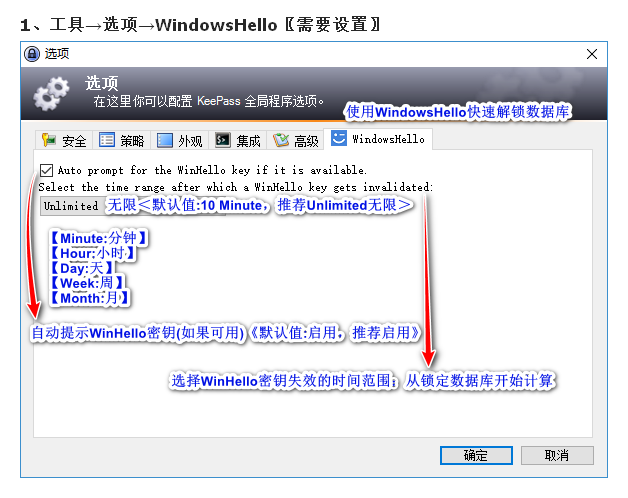 1、工具→选项→WindowsHello〖需要设置〗
选项
选项
在这里你可以配置 KeePass 全局程序选项。
使用WindowsHello快速解锁数据库
安全 策略 外观 集成 高级 WindowsHello
Auto prompt for the WinHello key if it is available.
Select the time range after which a WinHello key gets invalidated:
Unlimited 无限＜默认值:10 Minute，推荐Unlimited无限＞
【Minute:分钟】
【Hour:小时】
【Day:天】
【Week:周】
【Month:月】
自动提示WinHello密钥(如果可用)《默认值:启用，推荐启用》
选择WinHello密钥失效的时间范围；从锁定数据库开始计算
确定 取消